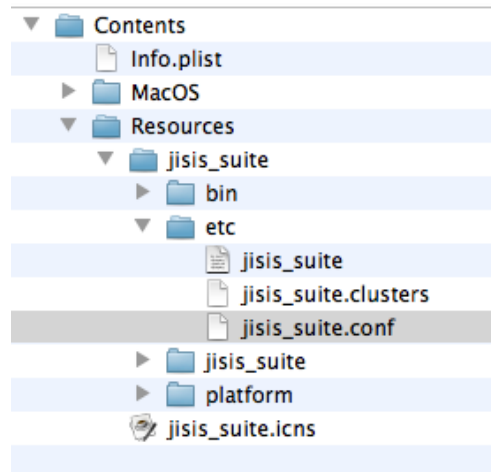 Contents
Info.plist
MacOS
Resources
jisis_suite
bin
etc
jisis_suite
jisis_suite.clusters
jisis_suite.conf
jisis_suite
platform
jisis_suite.icns